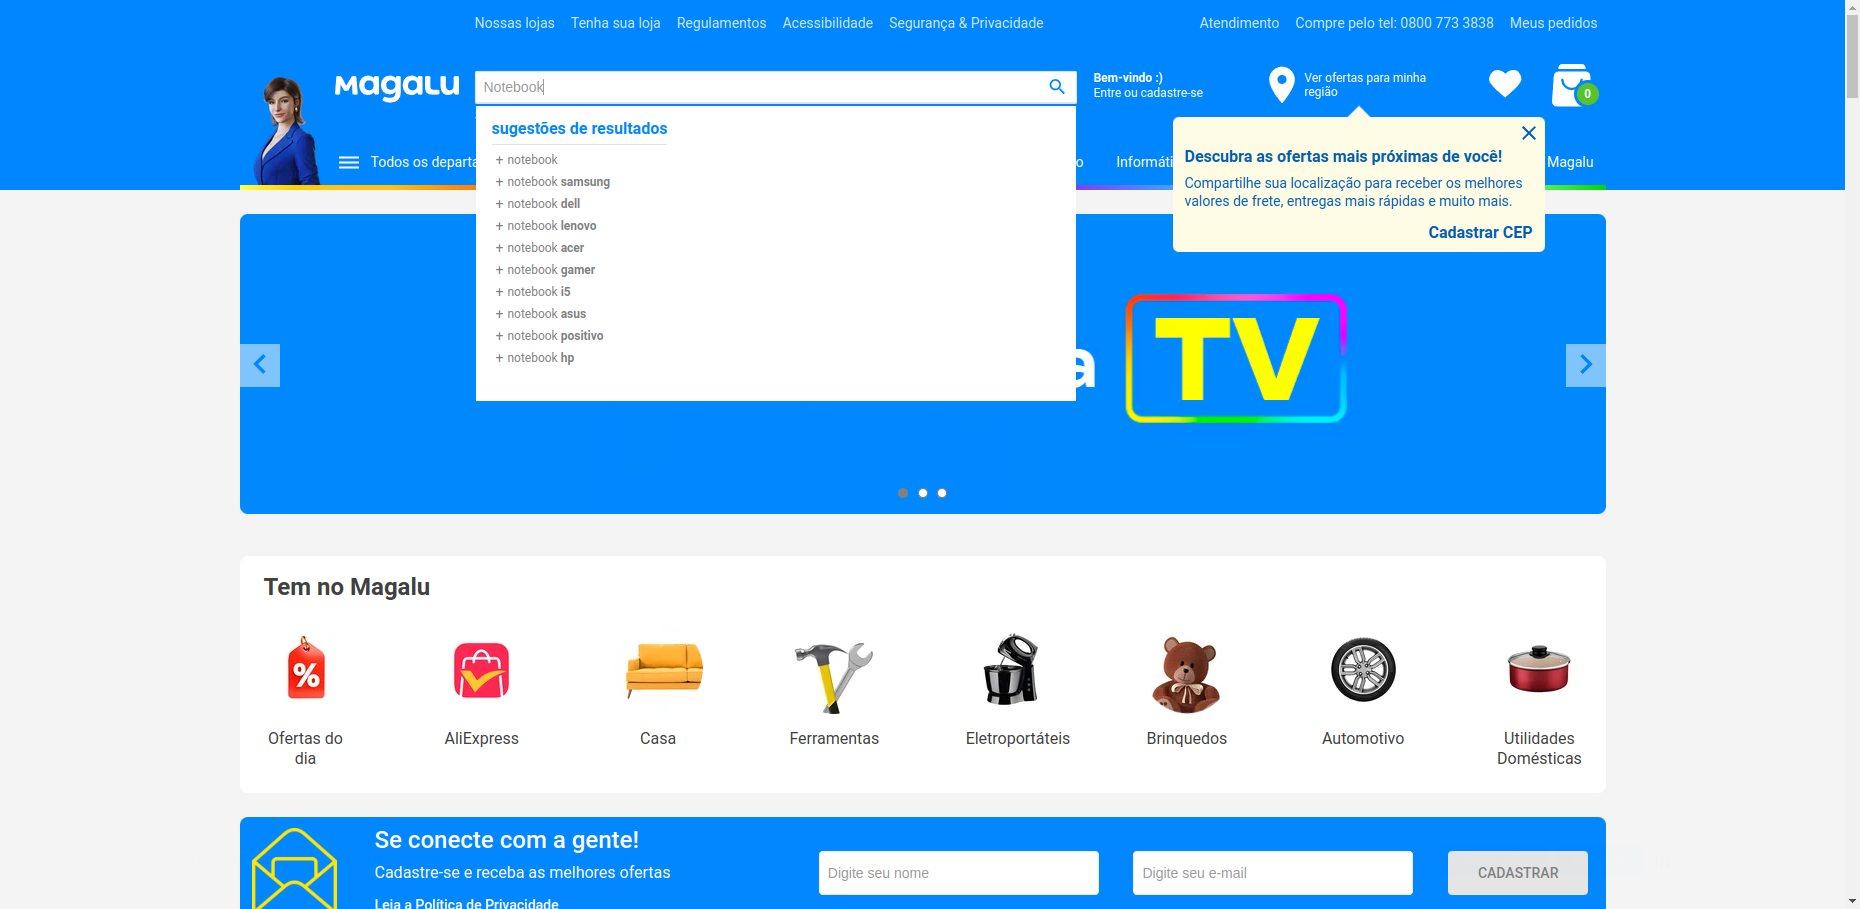 Nossas lojas Tenha sua loja Regulamentos Acessibilidade Segurança & Privacidade Atendimento Compre pelo tel: 0800 773 3838 Meus pedidos
Magalu
Notebook
Bem-vindo :)
Entre ou cadastre-se
Ver ofertas para minha
região
0
sugestões de resultados
+ notebook
+ notebook samsung
+ notebook dell
+ notebook lenovo
+ notebook acer
+ notebook gamer
+ notebook i5
+ notebook asus
+ notebook positivo
+ notebook hp
Todos os departa
o
Informáti
Magalu
Descubra as ofertas mais próximas de você!
Compartilhe sua localização para receber os melhores
valores de frete, entregas mais rápidas e muito mais.
Cadastrar CEP
a TV
Tem no Magalu
%
Ofertas do
dia
AliExpress
Casa
Ferramentas
Eletroportáteis
Brinquedos
Automotivo
Utilidades
Domésticas
Se conecte com a gente!
Cadastre-se e receba as melhores ofertas
Leia a Política de Privacidade
Digite seu nome
Digite seu e-mail
CADASTRAR